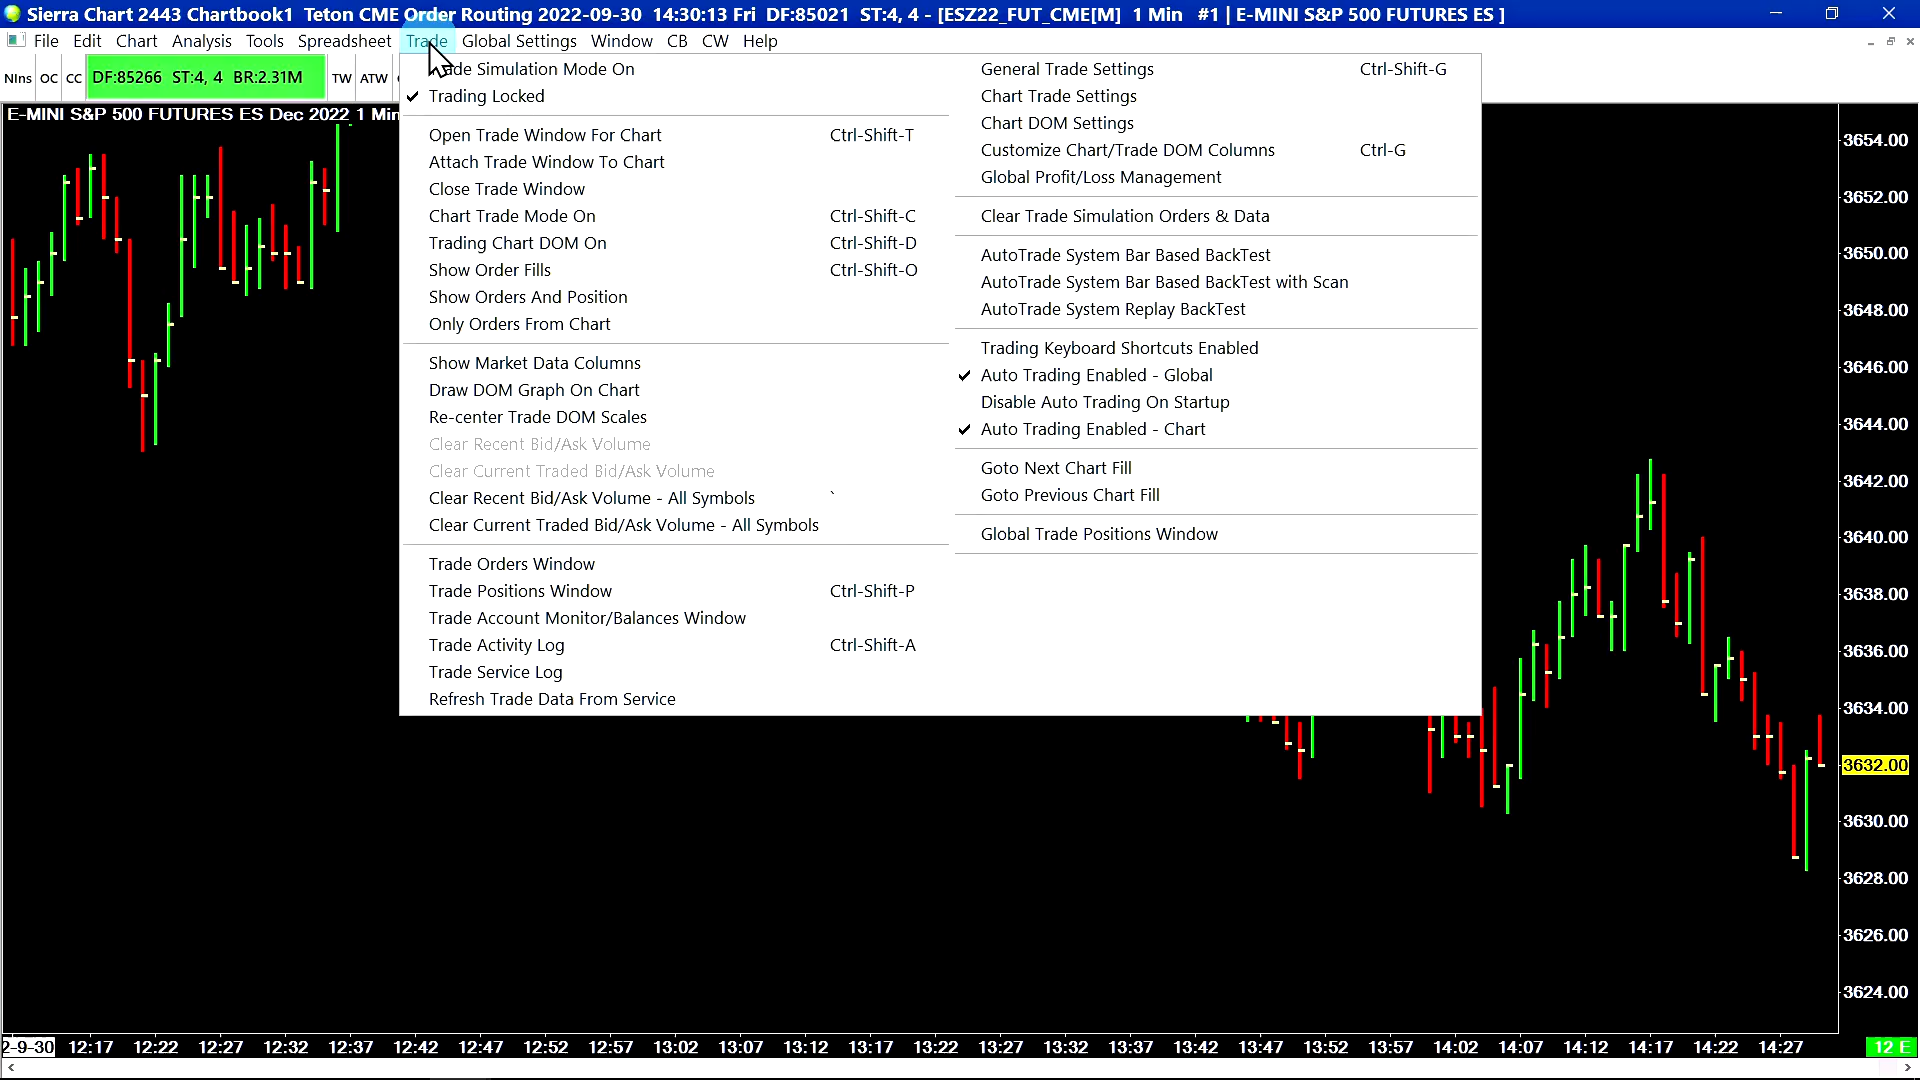 Sierra Chart 2443 Chartbook1 Teton CME Order Routing 2022-09-30 14:30:13 Fri DF:85021 ST:4, 4 - [ESZ22_FUT_CME[M] 1 Min #1 | E-MINI S&P 500 FUTURES ES ]
File Edit Chart Analysis Tools Spreadsheet Trade Global Settings Window CB CW Help
NIns OC CC DF:85266 ST:4, 4 BR:2.31M TW ATW
E-MINI S&P 500 FUTURES ES Dec 2022 1 Min
Simulation Mode On
Trading Locked
Open Trade Window For Chart Ctrl-Shift-T
Attach Trade Window To Chart
Close Trade Window
Chart Trade Mode On Ctrl-Shift-C
Trading Chart DOM On Ctrl-Shift-D
Show Order Fills Ctrl-Shift-O
Show Orders And Position
Only Orders From Chart
Show Market Data Columns
Draw DOM Graph On Chart
Re-center Trade DOM Scales
Clear Recent Bid/Ask Volume
Clear Current Traded Bid/Ask Volume
Clear Recent Bid/Ask Volume - All Symbols `
Clear Current Traded Bid/Ask Volume - All Symbols
Trade Orders Window
Trade Positions Window Ctrl-Shift-P
Trade Account Monitor/Balances Window
Trade Activity Log Ctrl-Shift-A
Trade Service Log
Refresh Trade Data From Service
General Trade Settings Ctrl-Shift-G
Chart Trade Settings
Chart DOM Settings
Customize Chart/Trade DOM Columns Ctrl-G
Global Profit/Loss Management
Clear Trade Simulation Orders & Data
AutoTrade System Bar Based BackTest
AutoTrade System Bar Based BackTest with Scan
AutoTrade System Replay BackTest
Trading Keyboard Shortcuts Enabled
Auto Trading Enabled - Global
Disable Auto Trading On Startup
Auto Trading Enabled - Chart
Goto Next Chart Fill
Goto Previous Chart Fill
Global Trade Positions Window
3654.00
3652.00
3650.00
3648.00
3646.00
3644.00
3642.00
3640.00
3638.00
3636.00
3634.00
3632.00
3630.00
3628.00
3626.00
3624.00
2-9-30 12:17 12:22 12:27 12:32 12:37 12:42 12:47 12:52 12:57 13:02 13:07 13:12 13:17 13:22 13:27 13:32 13:37 13:42 13:47 13:52 13:57 14:02 14:07 14:12 14:17 14:22 14:27 12 E